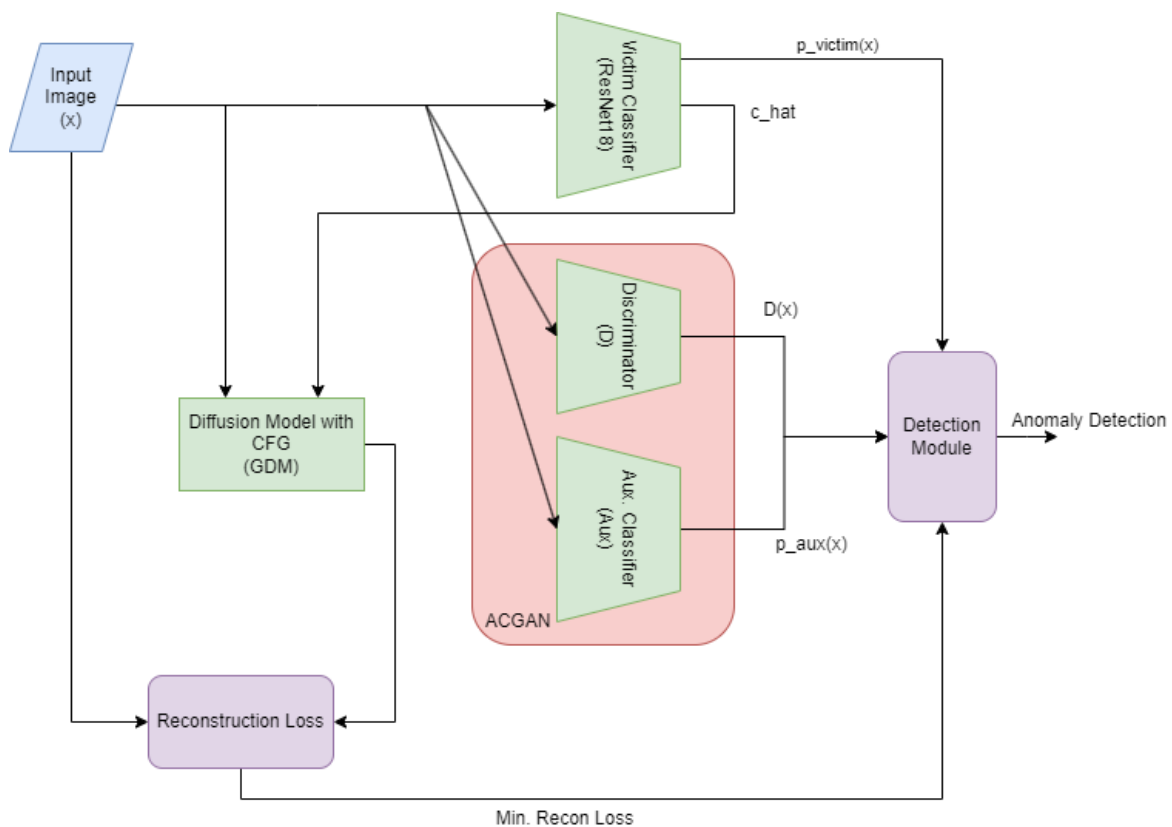 Input
Image
(x)
Victim Classifier
(ResNet18)
p_victim(x)
c_hat
Discriminator
(D)
D(x)
Diffusion Model with
CFG
(GDM)
Detection
Module
Anomaly Detection
Aux. Classifier
(Aux)
p_aux(x)
ACGAN
Reconstruction Loss
Min. Recon Loss